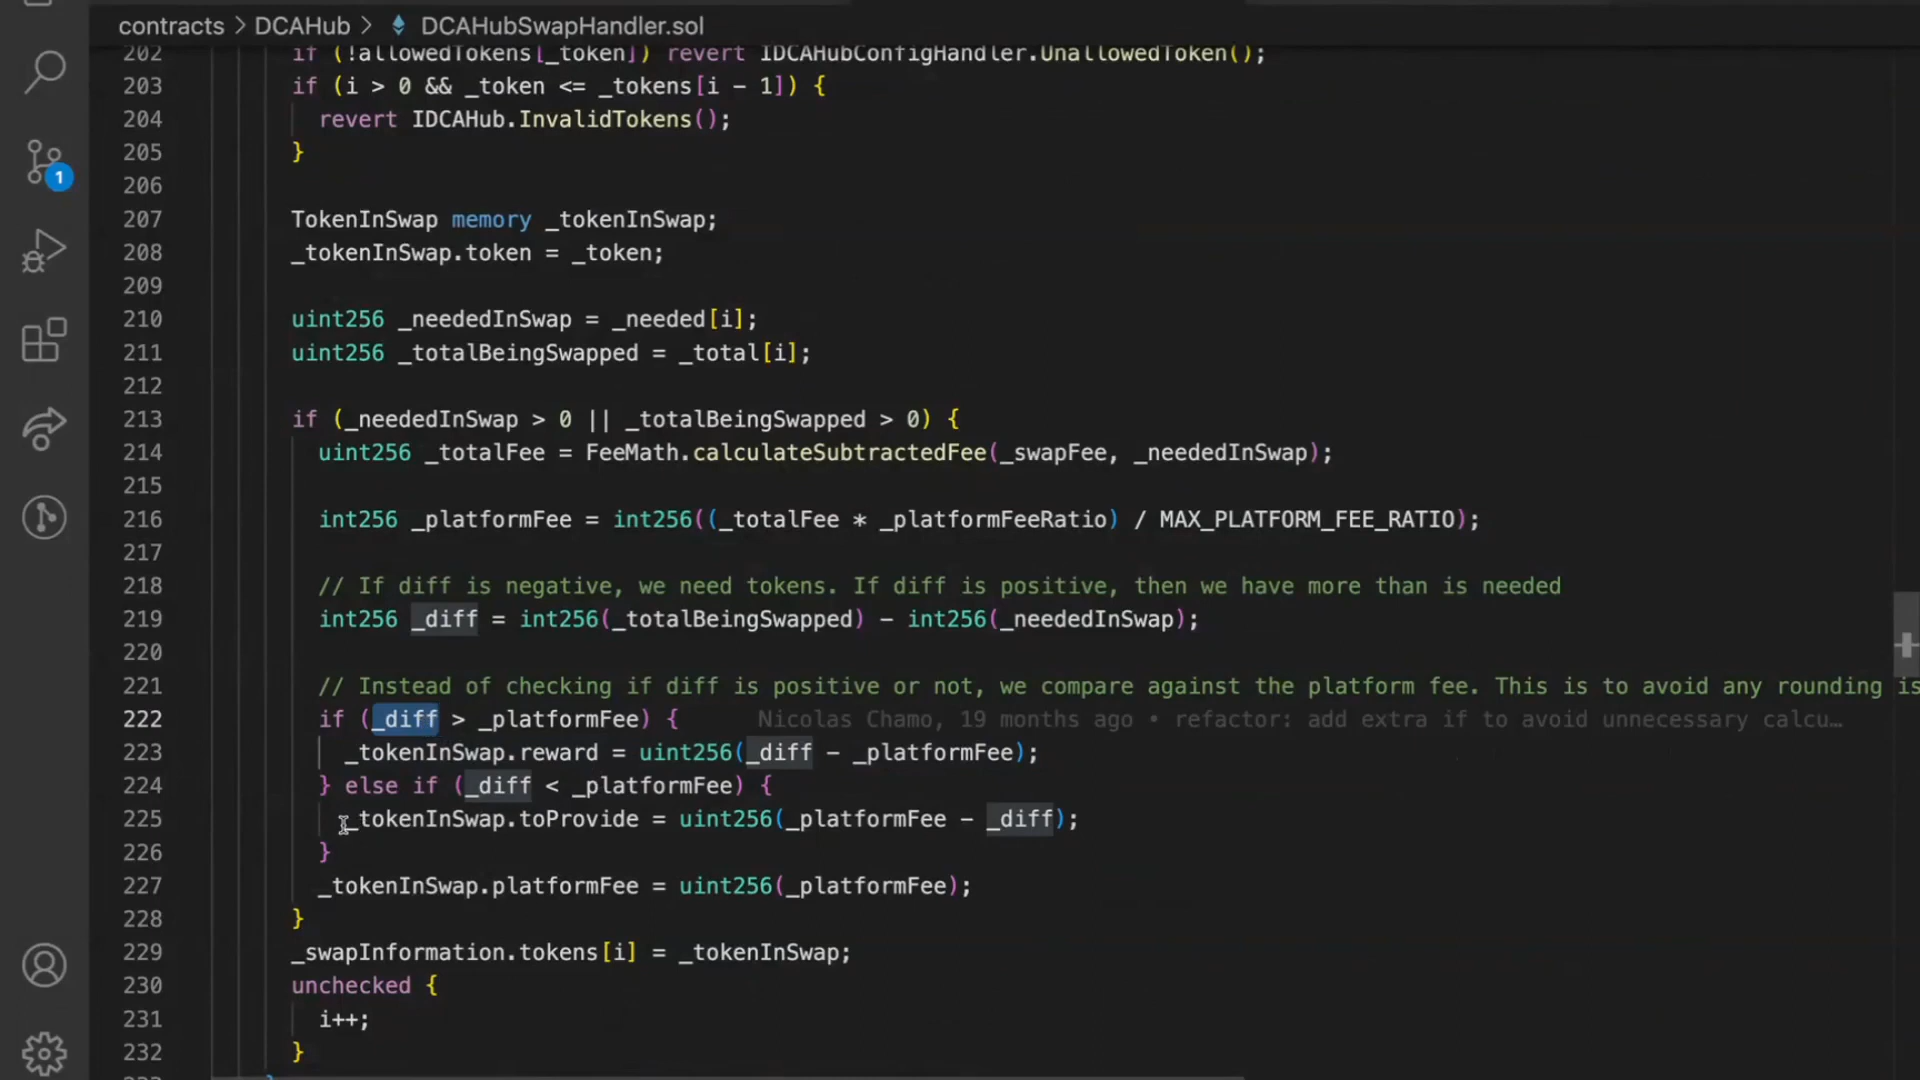 contracts > DCAHub > DCAHubSwapHandler.sol
202 if (!allowedTokens[_token]) revert IDCAHubConfigHandler.UnallowedToken();
203 if (i > 0 && _token <= _tokens[i - 1]) {
204 revert IDCAHub.InvalidTokens();
205 }
206
207 TokenInSwap memory _tokenInSwap;
208 _tokenInSwap.token = _token;
209
210 uint256 _neededInSwap = _needed[i];
211 uint256 _totalBeingSwapped = _total[i];
212
213 if (_neededInSwap > 0 || _totalBeingSwapped > 0) {
214 uint256 _totalFee = FeeMath.calculateSubtractedFee(_swapFee, _neededInSwap);
215
216 int256 _platformFee = int256((_totalFee * _platformFeeRatio) / MAX_PLATFORM_FEE_RATIO);
217
218 // If diff is negative, we need tokens. If diff is positive, then we have more than is needed
219 int256 _diff = int256(_totalBeingSwapped) - int256(_neededInSwap);
220
221 // Instead of checking if diff is positive or not, we compare against the platform fee. This is to avoid any rounding is
222 if (_diff > _platformFee) { Nicolas Chamo, 19 months ago • refactor: add extra if to avoid unnecessary calcu…
223 _tokenInSwap.reward = uint256(_diff - _platformFee);
224 } else if (_diff < _platformFee) {
225 _tokenInSwap.toProvide = uint256(_platformFee - _diff);
226 }
227 _tokenInSwap.platformFee = uint256(_platformFee);
228 }
229 _swapInformation.tokens[i] = _tokenInSwap;
230 unchecked {
231 i++;
232 }
1